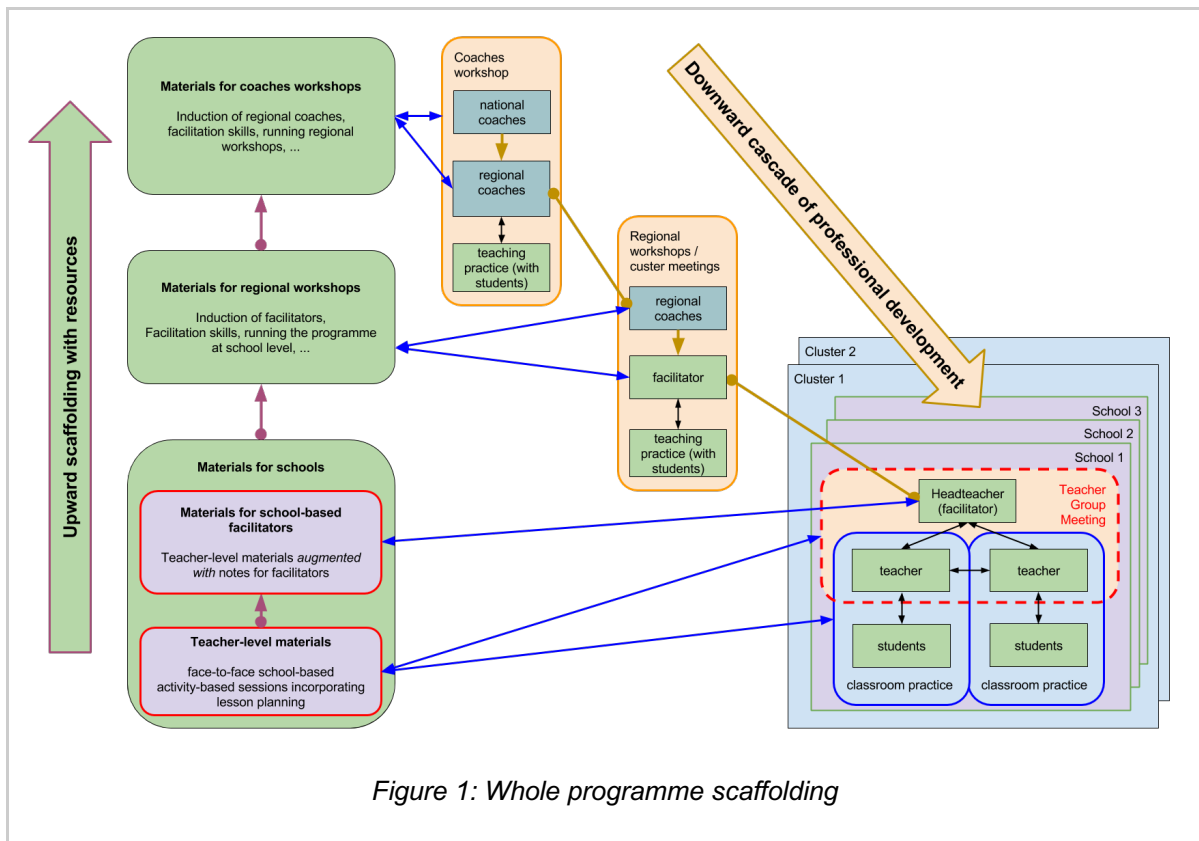 Upward scaffolding with resources
Materials for coaches workshops
Induction of regional coaches,
facilitation skills, running regional
workshops, ...
Materials for regional workshops
Induction of facilitators,
Facilitation skills, running the programme
at school level, ...
Materials for schools
Materials for school-based
facilitators
Teacher-level materials augmented
with notes for facilitators
Teacher-level materials
face-to-face school-based
activity-based sessions incorporating
lesson planning
Coaches
workshop
national
coaches
regional
coaches
teaching
practice (with
students)
Regional
workshops /
custer meetings
regional
coaches
facilitator
teaching
practice (with
students)
Downward cascade of professional development
Cluster 2
Cluster 1
School 3
School 2
School 1
Headteacher
(facilitator)
Teacher
Group
Meeting
teacher
teacher
students
students
classroom practice
classroom practice
Figure 1: Whole programme scaffolding